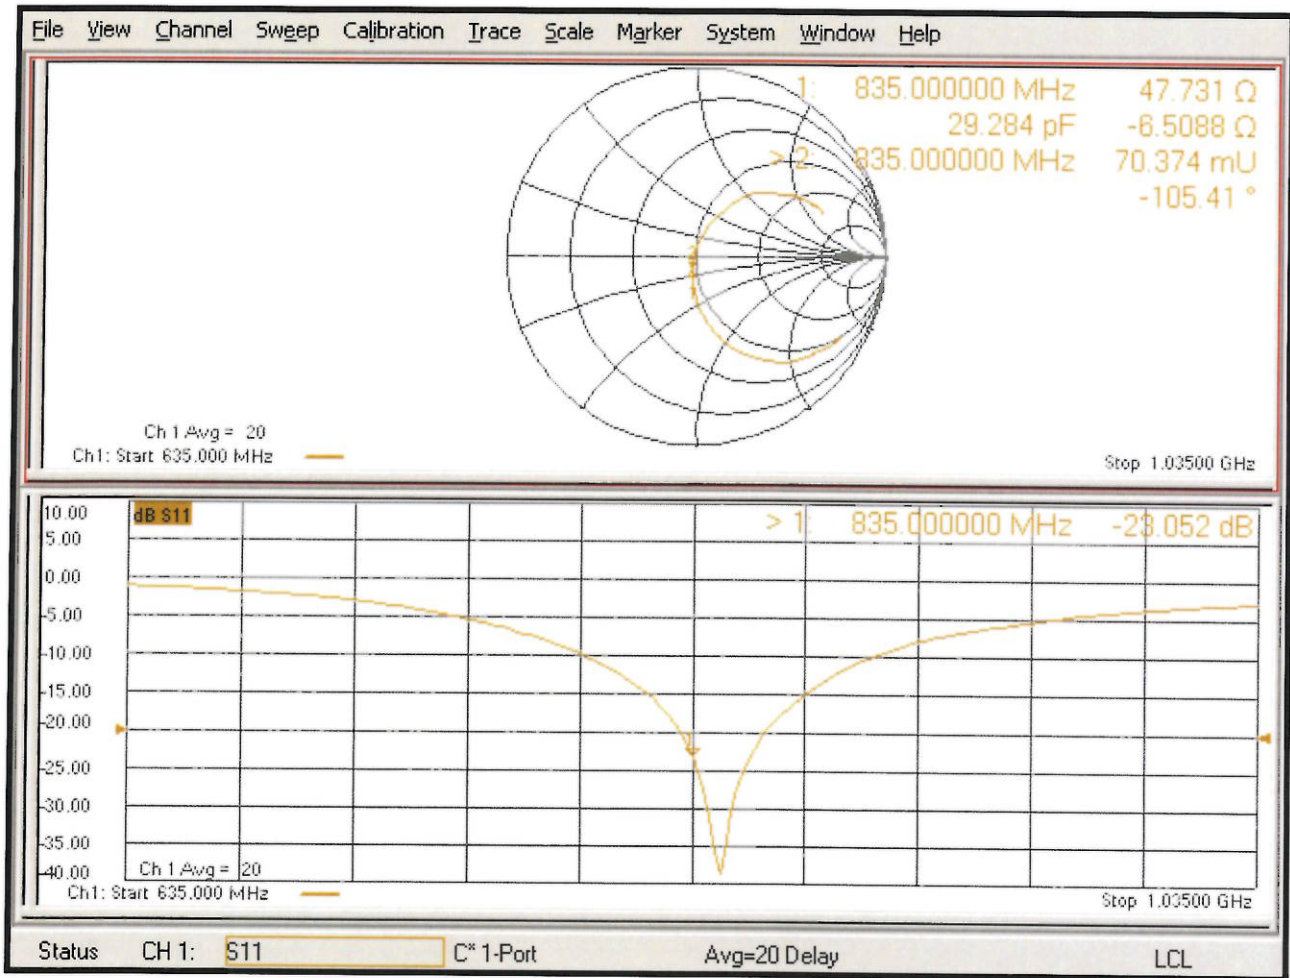 File View Channel Sweep Calibration Trace Scale Marker System Window Help
1: 835.000000 MHz 47.731 Ω
29.284 pF -6.5088 Ω
> 2: 835.000000 MHz 70.374 mU
-105.41 °
Ch 1 Avg = 20
Ch1: Start 635.000 MHz
Stop 1.03500 GHz
10.00
dB S11
> 1: 835.000000 MHz -23.052 dB
5.00
0.00
-5.00
-10.00
-15.00
-20.00
-25.00
-30.00
-35.00
-40.00
Ch 1 Avg = 20
Ch1: Start 635.000 MHz
Stop 1.03500 GHz
Status CH 1: S11 C* 1-Port Avg=20 Delay LCL